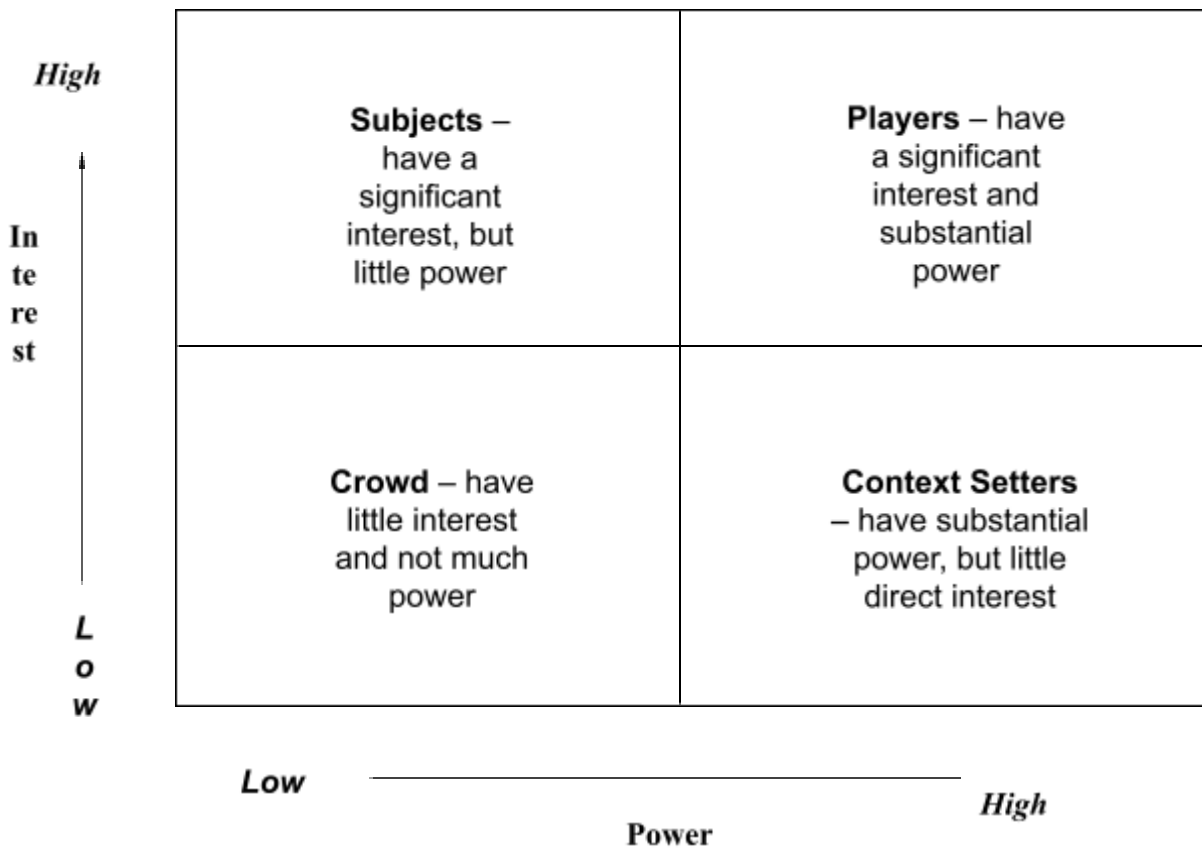 High
In
te
re
st
L
o
w
Subjects –
have a
significant
interest, but
little power
Players – have
a significant
interest and
substantial
power
Crowd – have
little interest
and not much
power
Context Setters
– have substantial
power, but little
direct interest
Low
High
Power